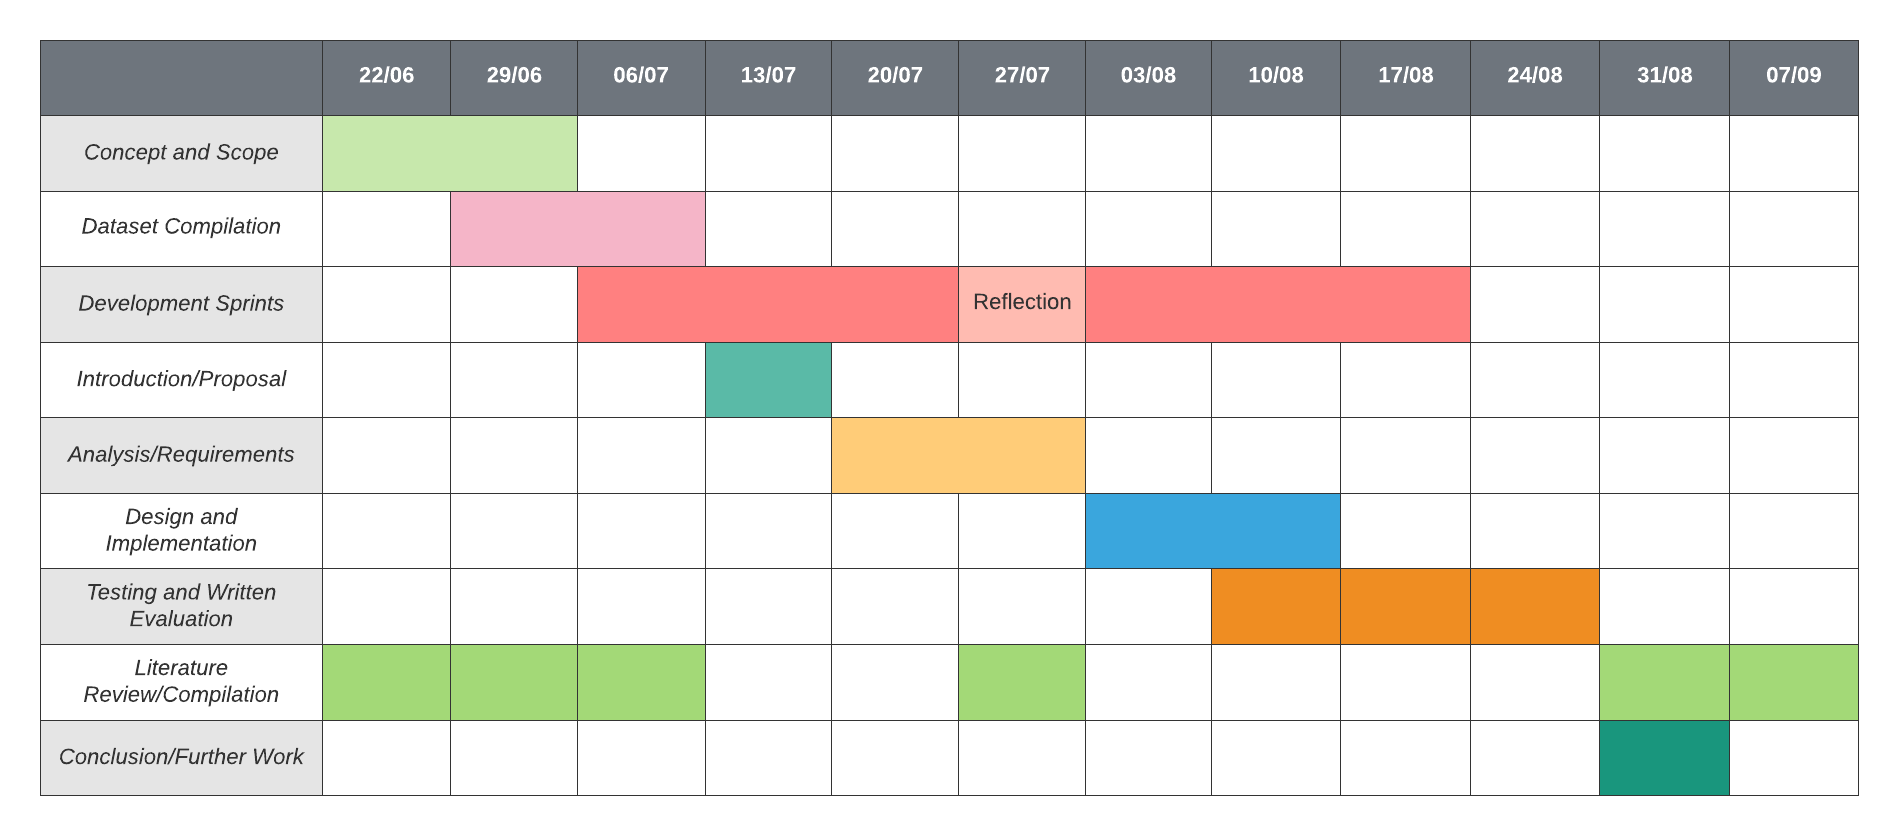 22/06 29/06 06/07 13/07 20/07 27/07 03/08 10/08 17/08 24/08 31/08 07/09
Concept and Scope
Dataset Compilation
Development Sprints Reflection
Introduction/Proposal
Analysis/Requirements
Design and
Implementation
Testing and Written
Evaluation
Literature
Review/Compilation
Conclusion/Further Work